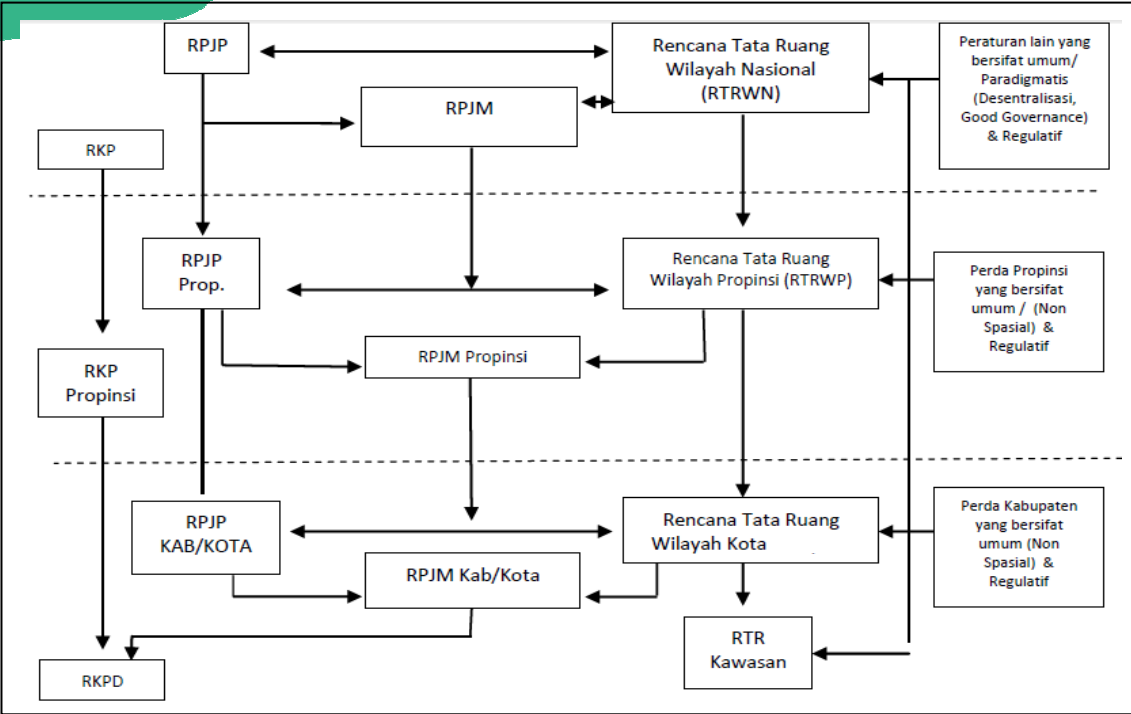 RPJP
Rencana Tata Ruang
Wilayah Nasional
(RTRWN)
Peraturan lain yang
bersifat umum/
Paradigmatis
(Desentralisasi,
Good Governance)
& Regulatif
RPJM
RKP
RPJP
Prop.
Rencana Tata Ruang
Wilayah Propinsi (RTRWP)
Perda Propinsi
yang bersifat
umum / (Non
Spasial) &
Regulatif
RPJM Propinsi
RKP
Propinsi
RPJP
KAB/KOTA
Rencana Tata Ruang
Wilayah Kota
Perda Kabupaten
yang bersifat
umum (Non
Spasial) &
Regulatif
RPJM Kab/Kota
RTR
Kawasan
RKPD